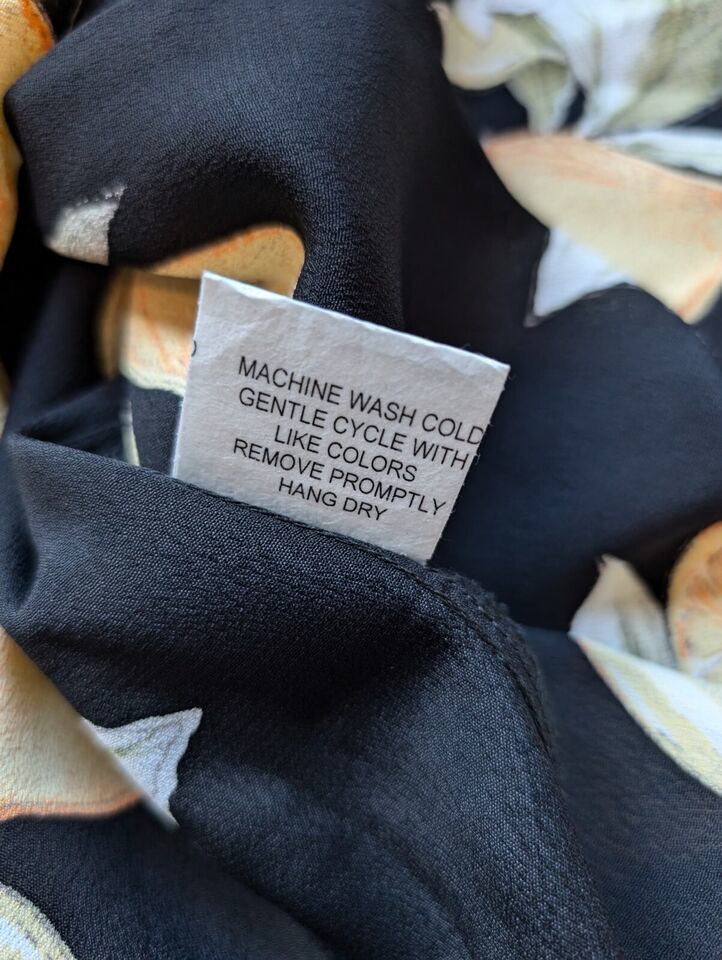 MACHINE WASH COLD
GENTLE CYCLE WITH
LIKE COLORS
REMOVE PROMPTLY
HANG DRY